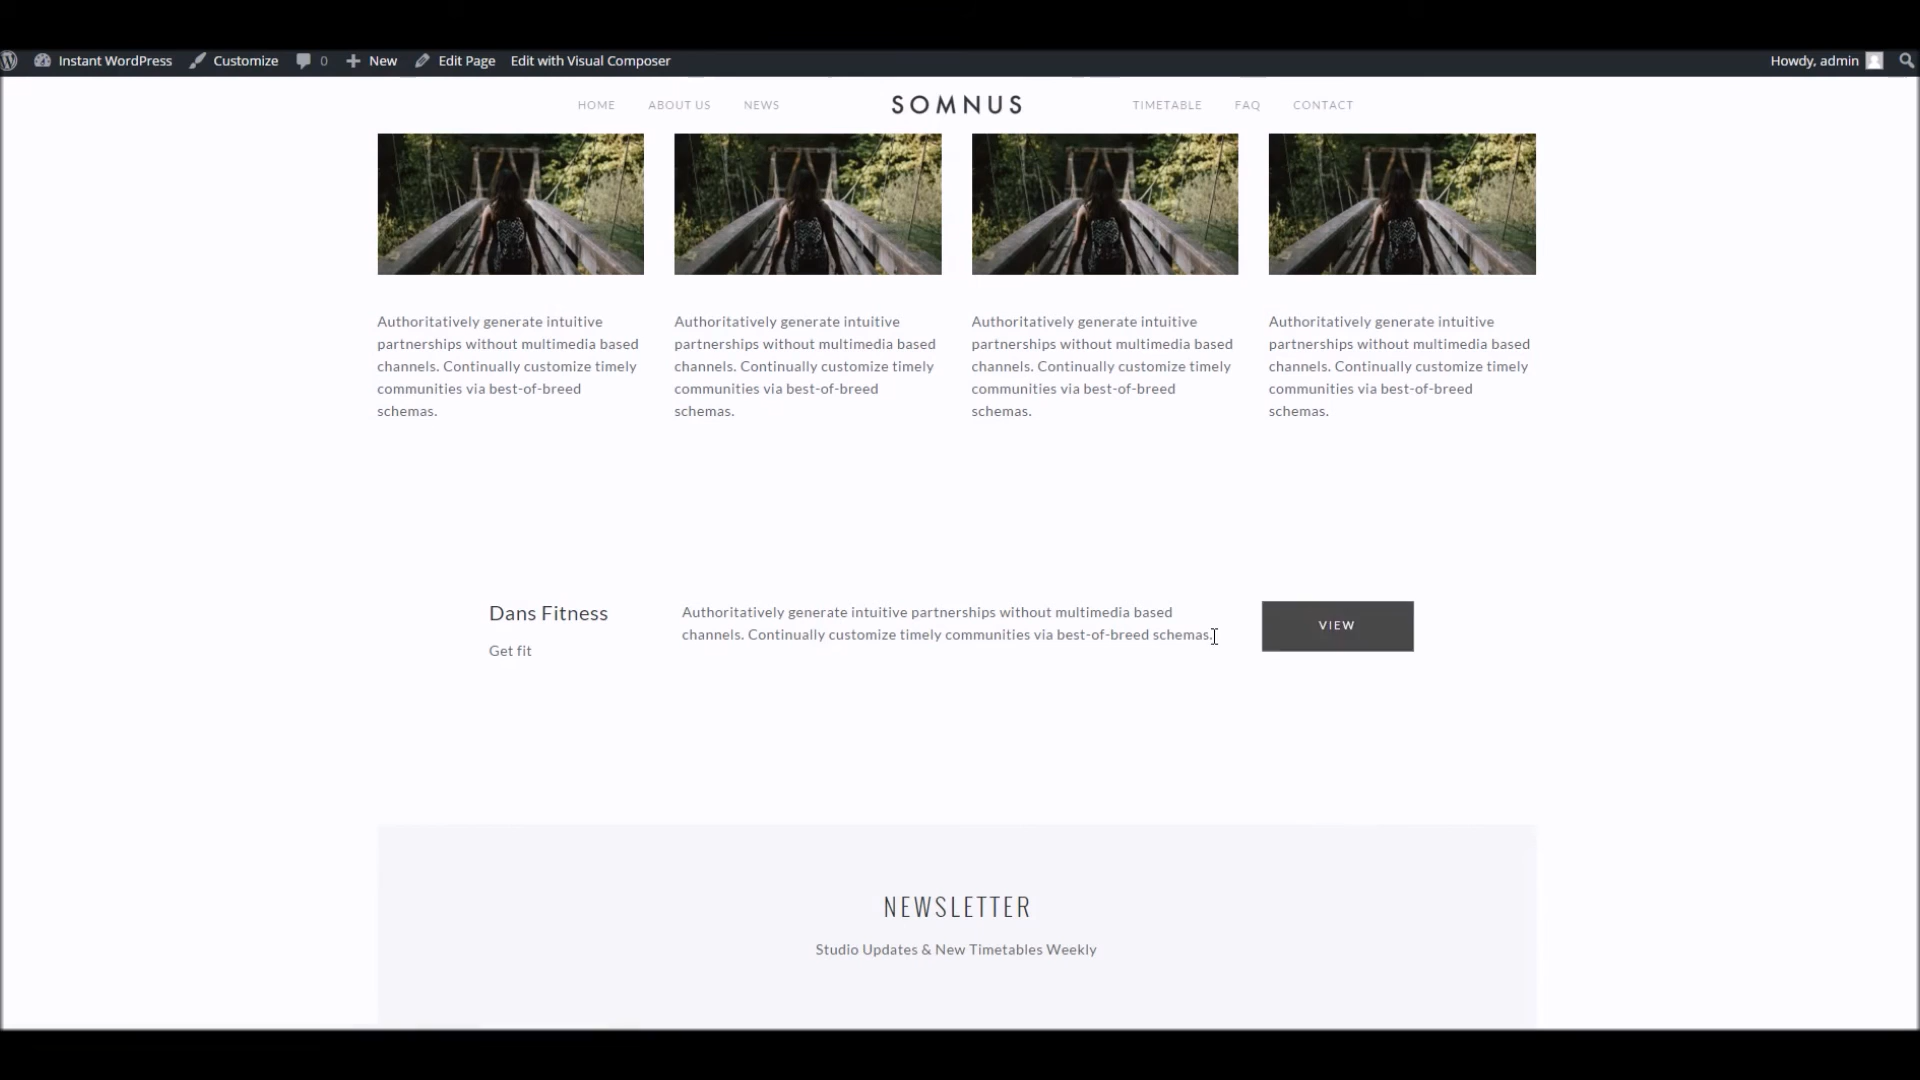 Instant WordPress Customize 0 New Edit Page Edit with Visual Composer Howdy, admin
HOME ABOUT US NEWS SOMNUS TIMETABLE FAQ CONTACT
Authoritatively generate intuitive
partnerships without multimedia based
channels. Continually customize timely
communities via best-of-breed
schemas.
Authoritatively generate intuitive
partnerships without multimedia based
channels. Continually customize timely
communities via best-of-breed
schemas.
Authoritatively generate intuitive
partnerships without multimedia based
channels. Continually customize timely
communities via best-of-breed
schemas.
Authoritatively generate intuitive
partnerships without multimedia based
channels. Continually customize timely
communities via best-of-breed
schemas.
Dans Fitness
Get fit
Authoritatively generate intuitive partnerships without multimedia based
channels. Continually customize timely communities via best-of-breed schemas.
VIEW
NEWSLETTER
Studio Updates & New Timetables Weekly